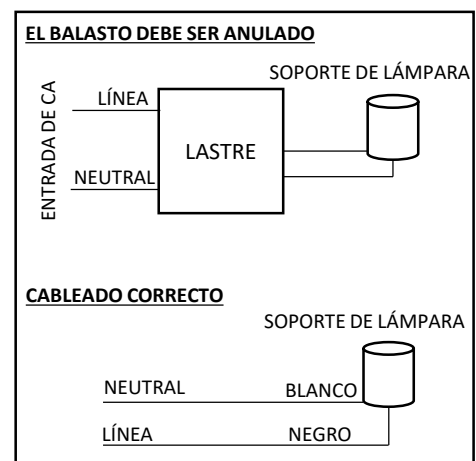 EL BALASTO DEBE SER ANULADO
SOPORTE DE LÁMPARA
ENTRADA DE CA
LÍNEA
LASTRE
NEUTRAL
CABLEADO CORRECTO
SOPORTE DE LÁMPARA
NEUTRAL BLANCO
LÍNEA NEGRO